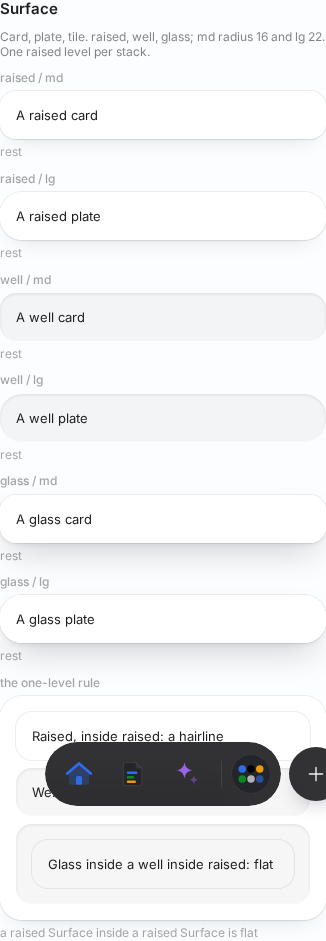 Surface
Card, plate, tile. raised, well, glass; md radius 16 and lg 22.
One raised level per stack.
raised / md
A raised card
rest
raised / lg
A raised plate
rest
well / md
A well card
rest
well / lg
A well plate
rest
glass / md
A glass card
rest
glass / lg
A glass plate
rest
the one-level rule
Raised, inside raised: a hairline
Glass inside a well inside raised: flat
a raised Surface inside a raised Surface is flat